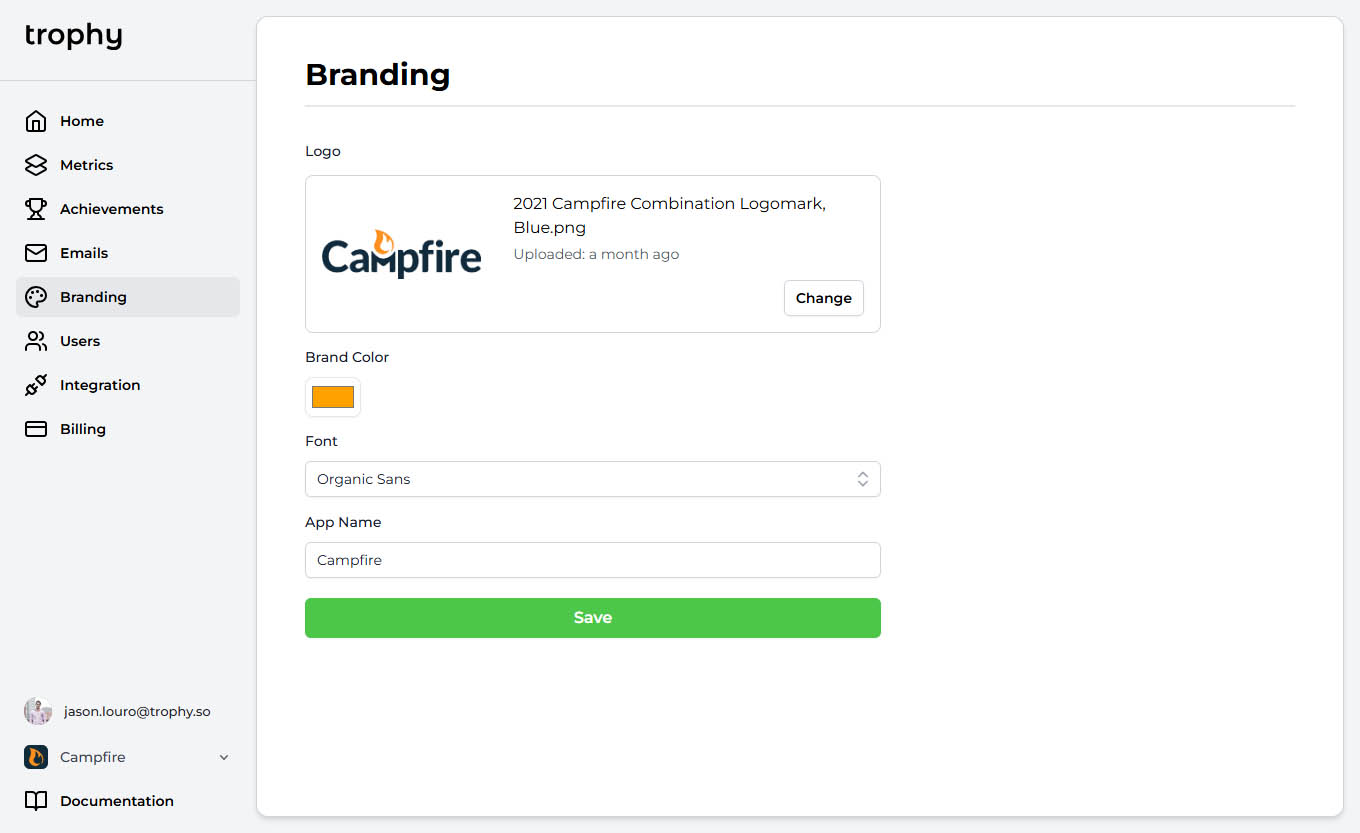 trophy
Home
Metrics
Achievements
Emails
Branding
Users
Integration
Billing
jason.louro@trophy.so
Campfire
Documentation
Branding
Logo
Campfire
2021 Campfire Combination Logomark,
Blue.png
Uploaded: a month ago
Change
Brand Color
Font
Organic Sans
App Name
Campfire
Save